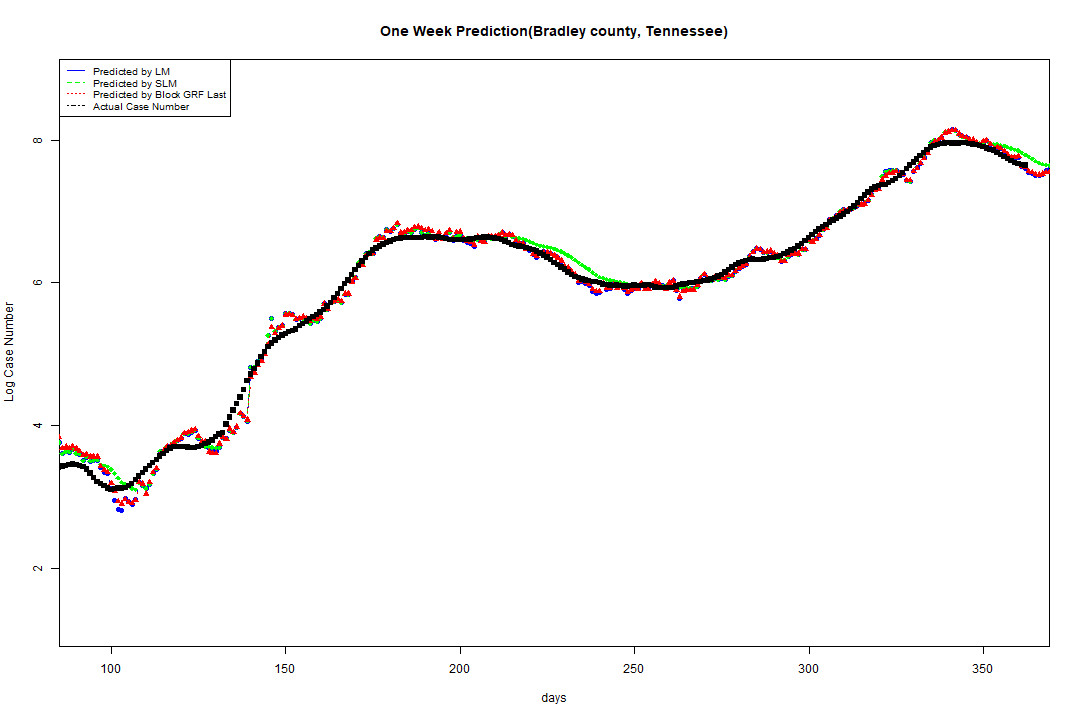 One Week Prediction(Bradley county, Tennessee)
Predicted by LM
Predicted by SLM
Predicted by Block GRF Last
Actual Case Number
8
6
4
2
Log Case Number
100 150 200 250 300 350
days